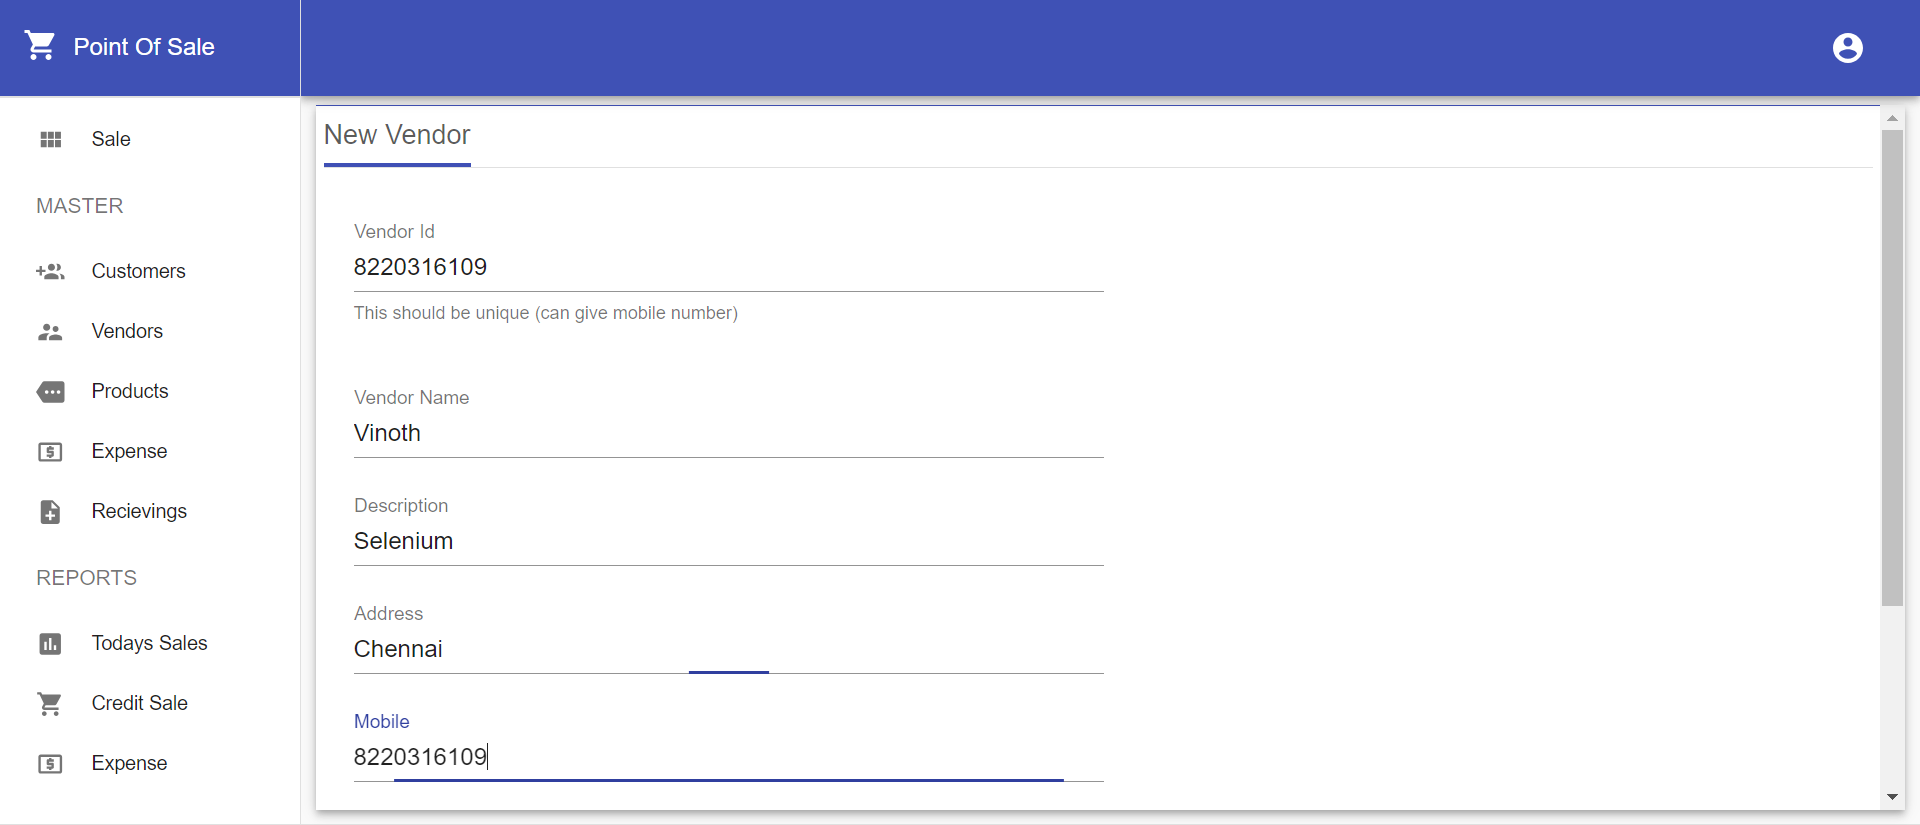 Point Of Sale
Sale
MASTER
Customers
Vendors
Products
Expense
Recievings
REPORTS
Todays Sales
Credit Sale
Expense
New Vendor
Vendor Id
8220316109
This should be unique (can give mobile number)
Vendor Name
Vinoth
Description
Selenium
Address
Chennai
Mobile
8220316109